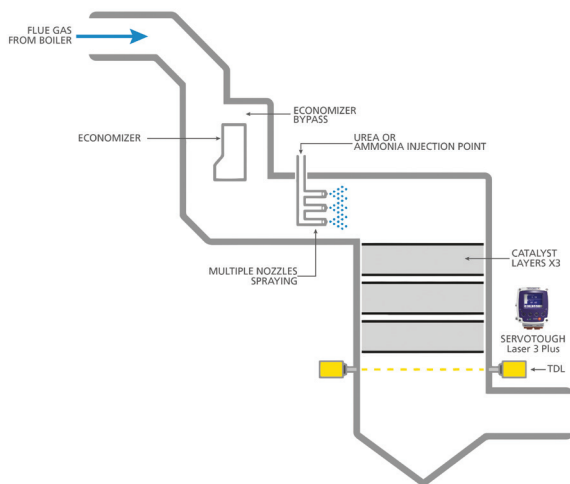 FLUE GAS
FROM BOILER
ECONOMIZER
BYPASS
ECONOMIZER
UREA OR
AMMONIA INJECTION POINT
MULTIPLE NOZZLES
SPRAYING
CATALYST
LAYERS X3
SERVOTOUGH
Laser 3 Plus
TDL